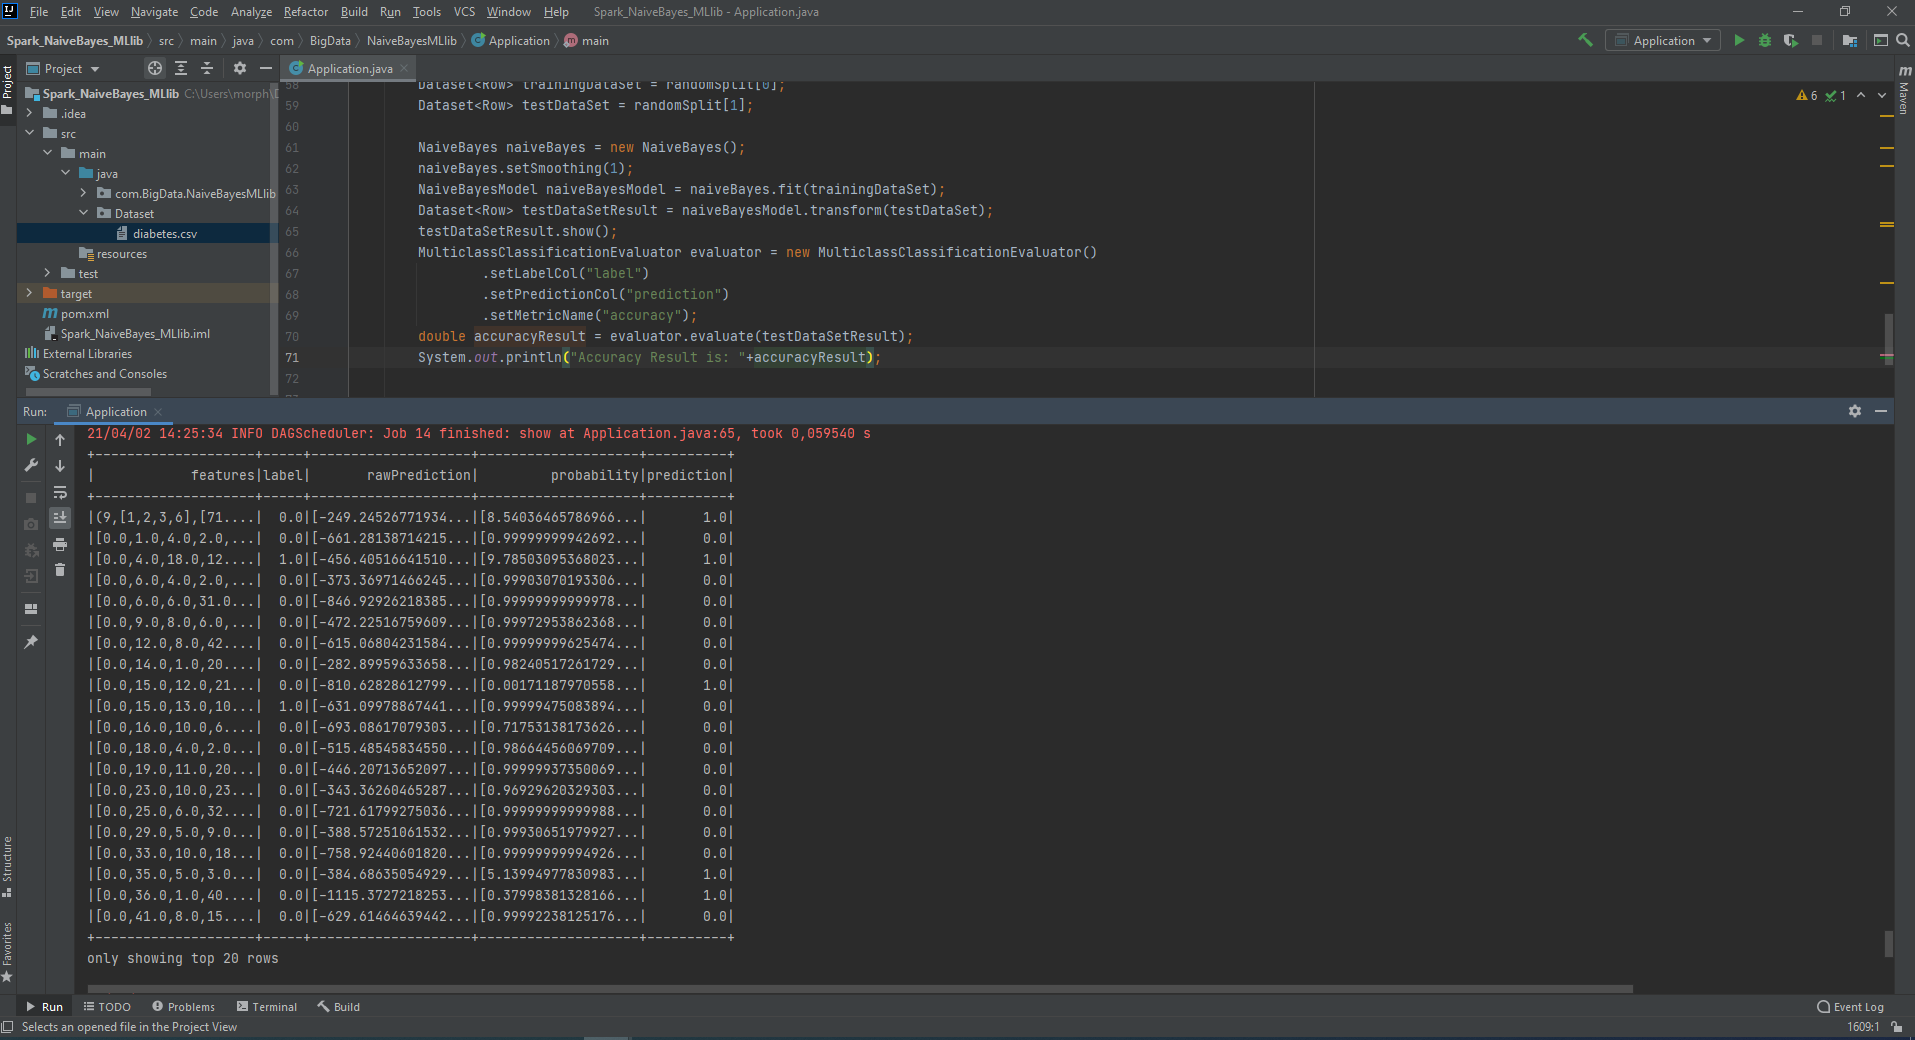 File Edit View Navigate Code Analyze Refactor Build Run Tools VCS Window Help Spark_NaiveBayes_MLlib - Application.java
Spark_NaiveBayes_MLlib src main java com BigData NaiveBayesMLlib Application main
Application
Project
Application.java
Project
Maven
Spark_NaiveBayes_MLlib C:\Users\morph\D
.idea
src
main
java
com.BigData.NaiveBayesMLlib
Dataset
diabetes.csv
resources
test
target
pom.xml
Spark_NaiveBayes_MLlib.iml
External Libraries
Scratches and Consoles
6 1
58 Dataset<Row> trainingDataSet = randomSplit[0];
59 Dataset<Row> testDataSet = randomSplit[1];
60
61 NaiveBayes naiveBayes = new NaiveBayes();
62 naiveBayes.setSmoothing(1);
63 NaiveBayesModel naiveBayesModel = naiveBayes.fit(trainingDataSet);
64 Dataset<Row> testDataSetResult = naiveBayesModel.transform(testDataSet);
65 testDataSetResult.show();
66 MulticlassClassificationEvaluator evaluator = new MulticlassClassificationEvaluator()
67 .setLabelCol("label")
68 .setPredictionCol("prediction")
69 .setMetricName("accuracy");
70 double accuracyResult = evaluator.evaluate(testDataSetResult);
71 System.out.println("Accuracy Result is: "+accuracyResult);
72
Run: Application
21/04/02 14:25:34 INFO DAGScheduler: Job 14 finished: show at Application.java:65, took 0,059540 s
+--------------------+-----+--------------------+--------------------+----------+
|            features|label|       rawPrediction|         probability|prediction|
+--------------------+-----+--------------------+--------------------+----------+
|(9,[1,2,3,6],[71....|  0.0|[-249.24526771934...|[8.54036465786966...|       1.0|
|[0.0,1.0,4.0,2.0,...|  0.0|[-661.28138714215...|[0.99999999942692...|       0.0|
|[0.0,4.0,18.0,12....|  1.0|[-456.40516641510...|[9.78503095368023...|       1.0|
|[0.0,6.0,4.0,2.0,...|  0.0|[-373.36971466245...|[0.99903070193306...|       0.0|
|[0.0,6.0,6.0,31.0...|  0.0|[-846.92926218385...|[0.99999999999978...|       0.0|
|[0.0,9.0,8.0,6.0,...|  0.0|[-472.22516759609...|[0.99972953862368...|       0.0|
|[0.0,12.0,8.0,42....|  0.0|[-615.06804231584...|[0.99999999625474...|       0.0|
|[0.0,14.0,1.0,20....|  0.0|[-282.89959633658...|[0.98240517261729...|       0.0|
|[0.0,15.0,12.0,21...|  0.0|[-810.62828612799...|[0.00171187970558...|       1.0|
|[0.0,15.0,13.0,10...|  1.0|[-631.09978867441...|[0.99999475083894...|       0.0|
|[0.0,16.0,10.0,6....|  0.0|[-693.08617079303...|[0.71753138173626...|       0.0|
|[0.0,18.0,4.0,2.0...|  0.0|[-515.48545834550...|[0.98664456069709...|       0.0|
|[0.0,19.0,11.0,20...|  0.0|[-446.20713652097...|[0.99999937350069...|       0.0|
|[0.0,23.0,10.0,23...|  0.0|[-343.36260465287...|[0.96929620329303...|       0.0|
|[0.0,25.0,6.0,32....|  0.0|[-721.61799275036...|[0.99999999999988...|       0.0|
|[0.0,29.0,5.0,9.0...|  0.0|[-388.57251061532...|[0.99930651979927...|       0.0|
|[0.0,33.0,10.0,18...|  0.0|[-758.92440601820...|[0.99999999994926...|       0.0|
|[0.0,35.0,5.0,3.0...|  0.0|[-384.68635054929...|[5.13994977830983...|       1.0|
|[0.0,36.0,1.0,40....|  0.0|[-1115.3727218253...|[0.37998381328166...|       1.0|
|[0.0,41.0,8.0,15....|  0.0|[-629.61464639442...|[0.99992238125176...|       0.0|
+--------------------+-----+--------------------+--------------------+----------+
only showing top 20 rows
Structure
Favorites
Run TODO Problems Terminal Build Event Log
Selects an opened file in the Project View 1609:1